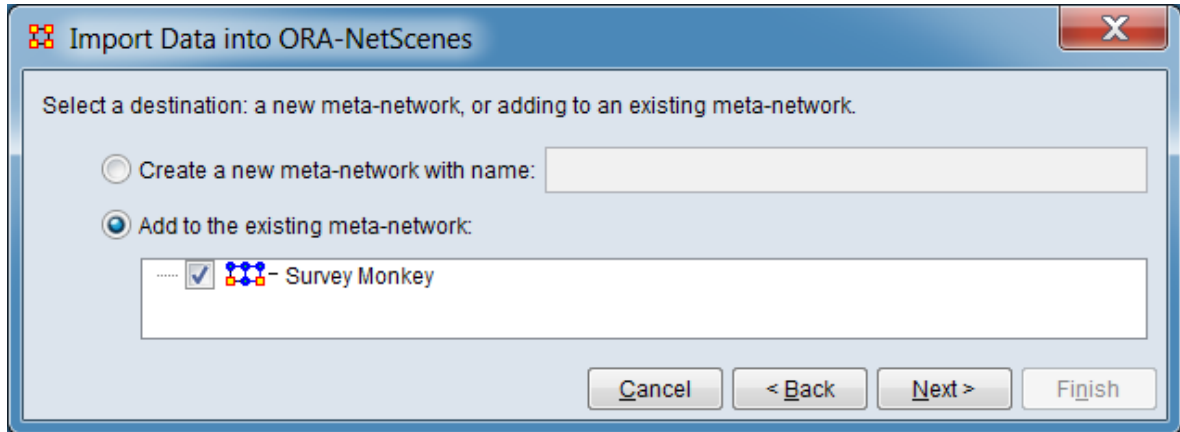 Import Data into ORA-NetScenes
Select a destination: a new meta-network, or adding to an existing meta-network.
Create a new meta-network with name:
Add to the existing meta-network:
Survey Monkey
Cancel < Back Next > Finish